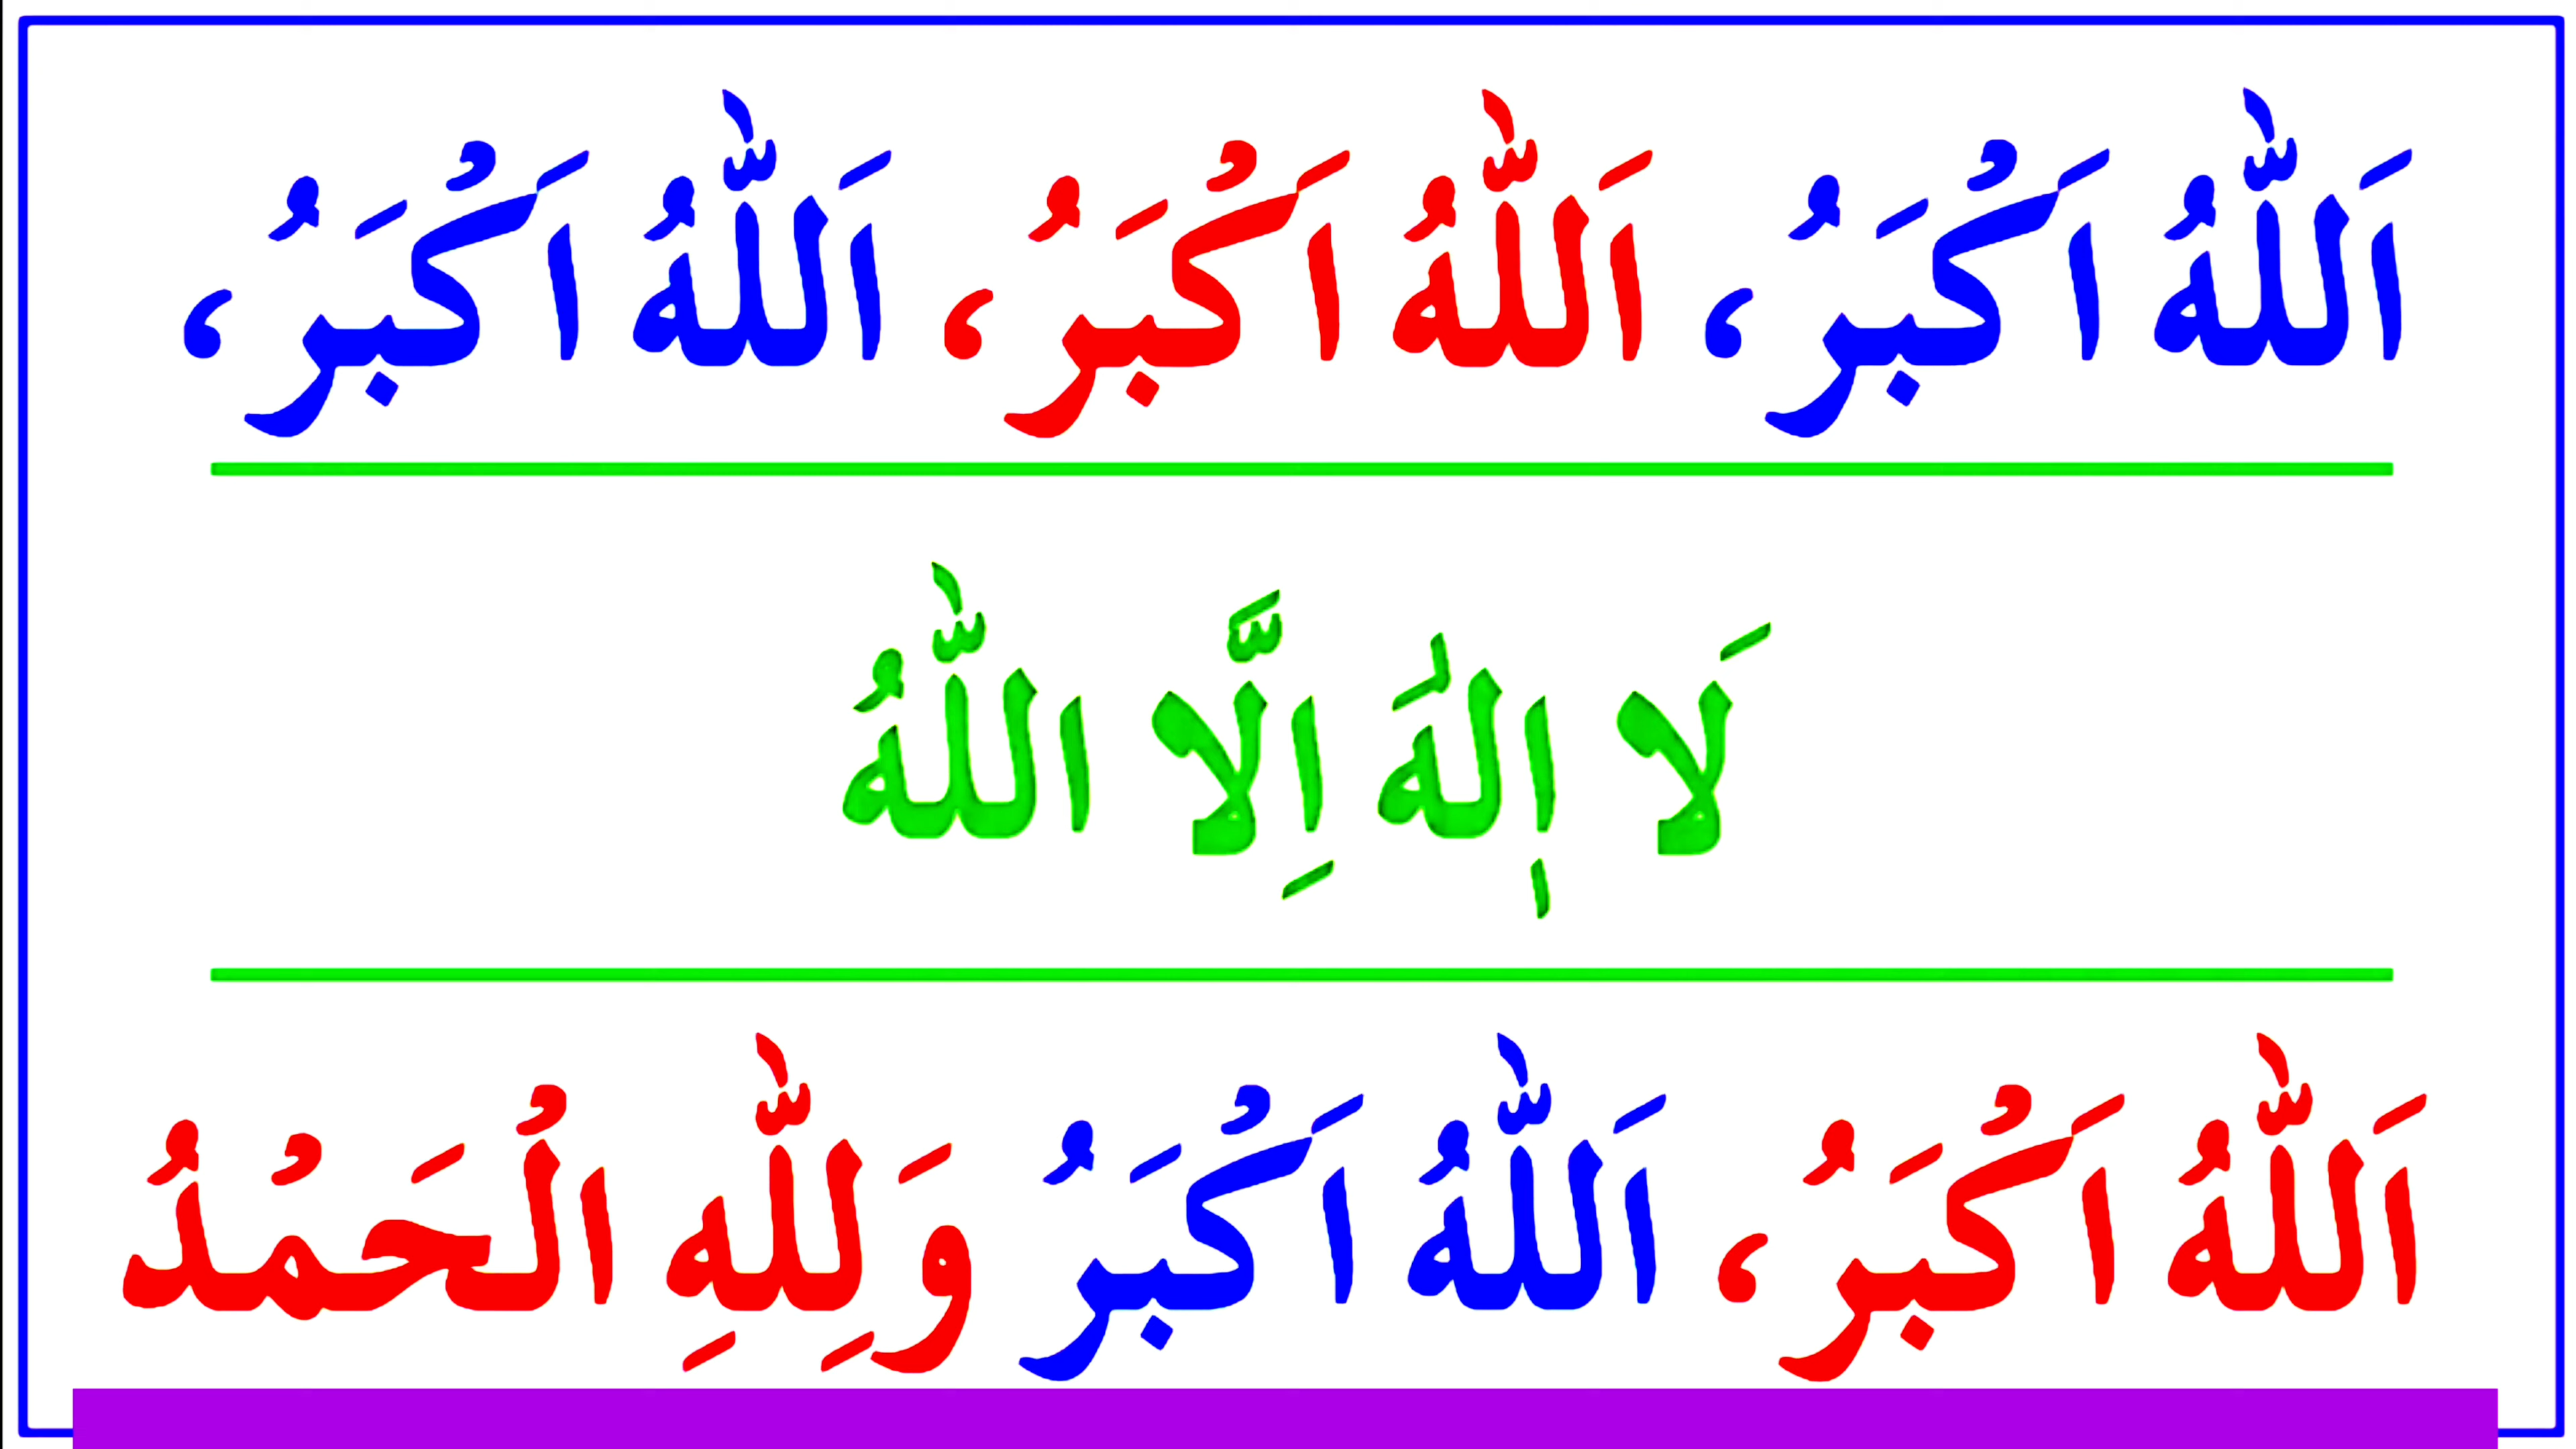 اَللّٰهُ اَكْبَرُ، اَللّٰهُ اَكْبَرُ، اَللّٰهُ اَكْبَرُ،
لَا اِلٰهَ اِلَّا اللّٰهُ
اَللّٰهُ اَكْبَرُ، اَللّٰهُ اَكْبَرُ وَلِلّٰهِ الْحَمْدُ